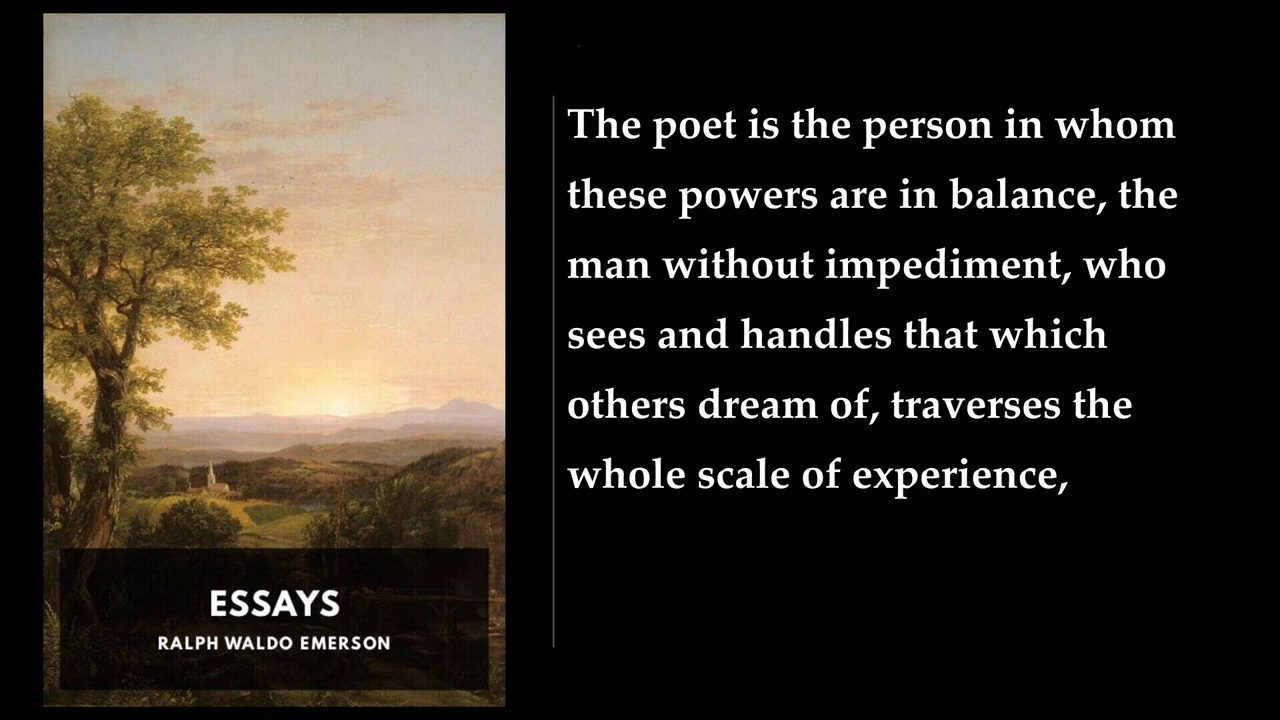 The poet is the person in whom
these powers are in balance, the
man without impediment, who
sees and handles that which
others dream of, traverses the
whole scale of experience,
ESSAYS
RALPH WALDO EMERSON